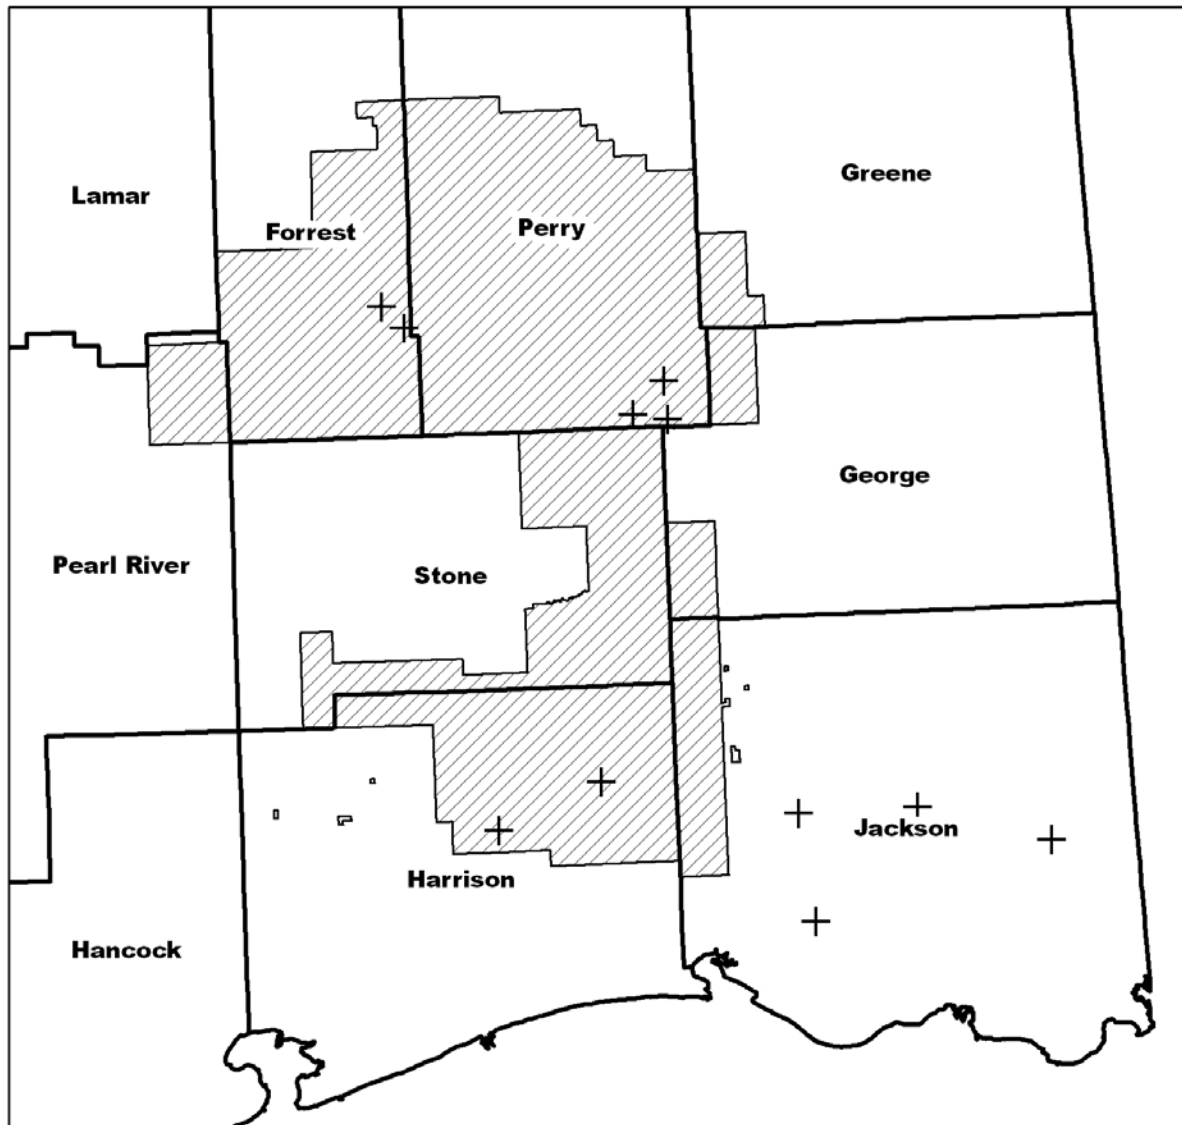 Greene
Lamar
Forrest
Perry
George
Pearl River
Stone
Jackson
Harrison
Hancock